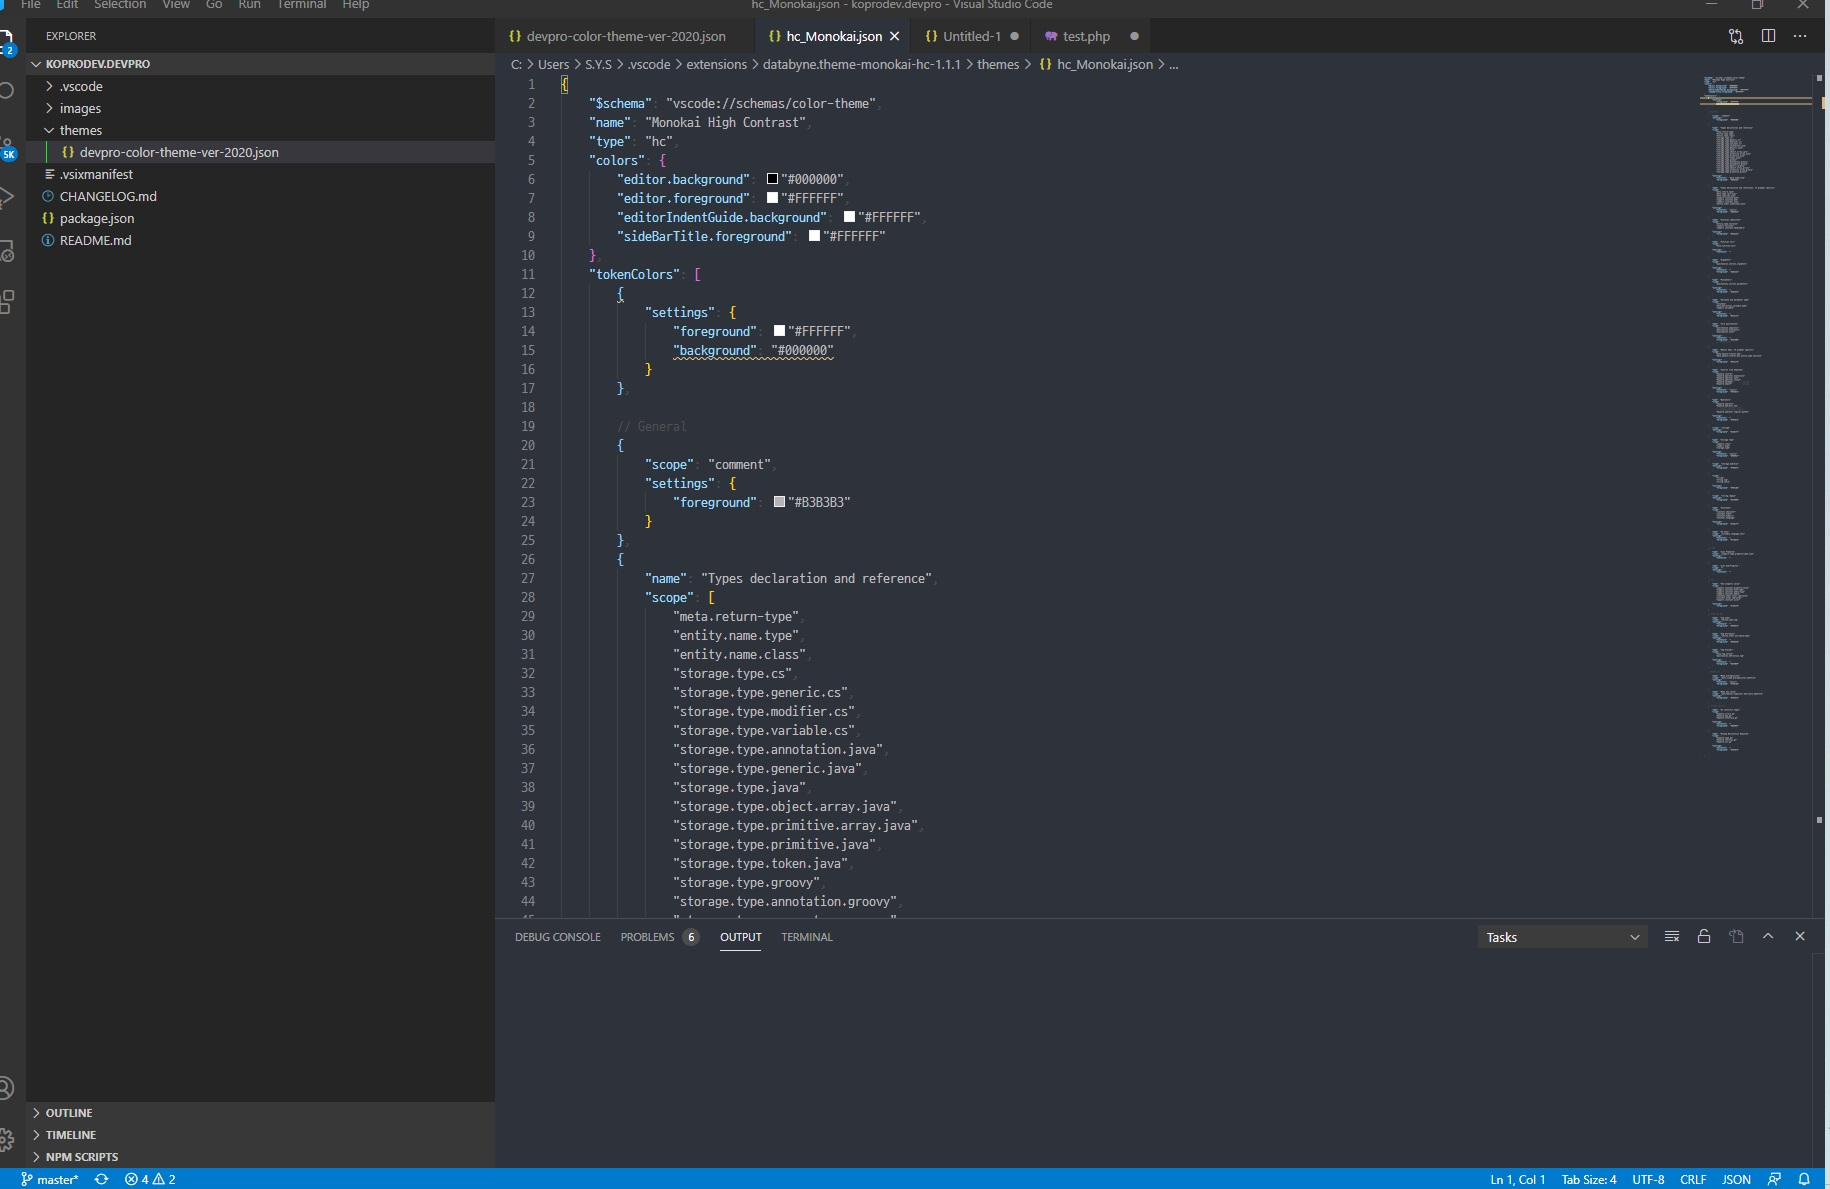 File Edit Selection View Go Run Terminal Help
hc_Monokai.json - koprodev.devpro - Visual Studio Code
2
5K
EXPLORER
KOPRODEV.DEVPRO
.vscode
images
themes
{} devpro-color-theme-ver-2020.json
.vsixmanifest
CHANGELOG.md
{} package.json
README.md
OUTLINE
TIMELINE
NPM SCRIPTS
{} devpro-color-theme-ver-2020.json {} hc_Monokai.json {} Untitled-1 test.php
C: > Users > S.Y.S > .vscode > extensions > databyne.theme-monokai-hc-1.1.1 > themes > {} hc_Monokai.json > ...
1 {
2 "$schema": "vscode://schemas/color-theme",
3 "name": "Monokai High Contrast",
4 "type": "hc",
5 "colors": {
6 "editor.background": "#000000",
7 "editor.foreground": "#FFFFFF",
8 "editorIndentGuide.background": "#FFFFFF",
9 "sideBarTitle.foreground": "#FFFFFF"
10 },
11 "tokenColors": [
12 {
13 "settings": {
14 "foreground": "#FFFFFF",
15 "background": "#000000"
16 }
17 },
18
19 // General
20 {
21 "scope": "comment",
22 "settings": {
23 "foreground": "#B3B3B3"
24 }
25 },
26 {
27 "name": "Types declaration and reference",
28 "scope": [
29 "meta.return-type",
30 "entity.name.type",
31 "entity.name.class",
32 "storage.type.cs",
33 "storage.type.generic.cs",
34 "storage.type.modifier.cs",
35 "storage.type.variable.cs",
36 "storage.type.annotation.java",
37 "storage.type.generic.java",
38 "storage.type.java",
39 "storage.type.object.array.java",
40 "storage.type.primitive.array.java",
41 "storage.type.primitive.java",
42 "storage.type.token.java",
43 "storage.type.groovy",
44 "storage.type.annotation.groovy",
DEBUG CONSOLE PROBLEMS 6 OUTPUT TERMINAL
Tasks
master* 4 2
Ln 1, Col 1 Tab Size: 4 UTF-8 CRLF JSON